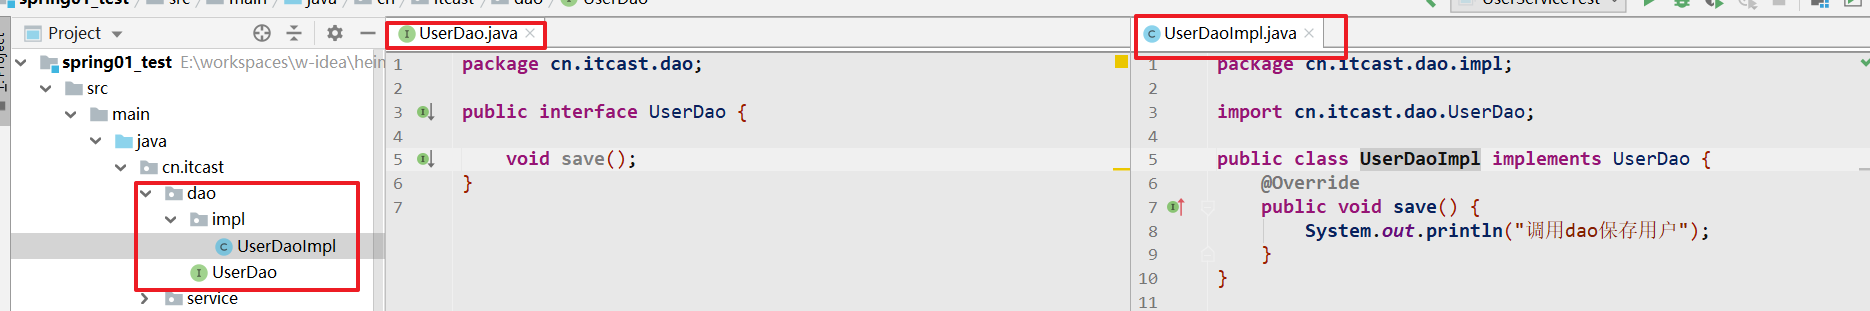 spring01_test src main java cn itcast dao UserDao UserServiceTest
1: Project
Project
spring01_test E:\workspaces\w-idea\hein
src
main
java
cn.itcast
dao
impl
UserDaoImpl
UserDao
service
UserDao.java
1 package cn.itcast.dao;
2
3 public interface UserDao {
4
5 void save();
6 }
7
UserDaoImpl.java
1 package cn.itcast.dao.impl;
2
3 import cn.itcast.dao.UserDao;
4
5 public class UserDaoImpl implements UserDao {
6 @Override
7 public void save() {
8 System.out.println("调用dao保存用户");
9 }
10 }
11